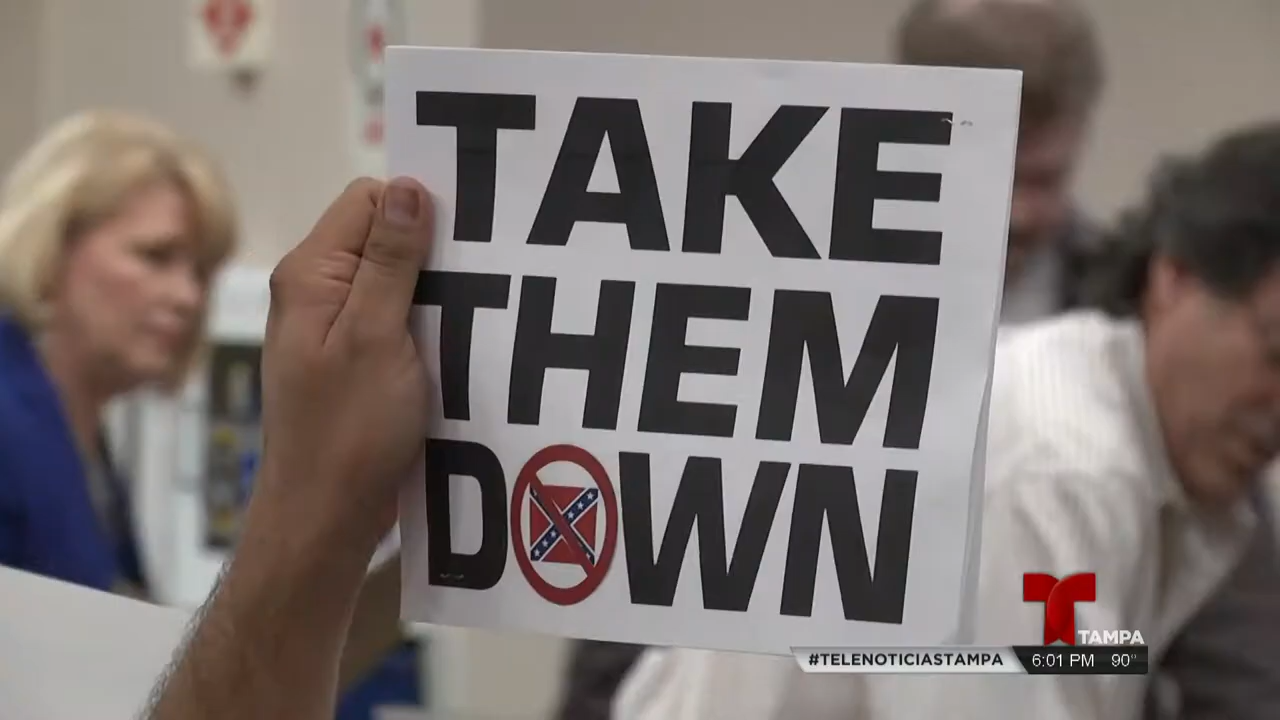 TAKE
THEM
DOWN
TAMPA
#TELENOTICIASTAMPA
6:01 PM 90°